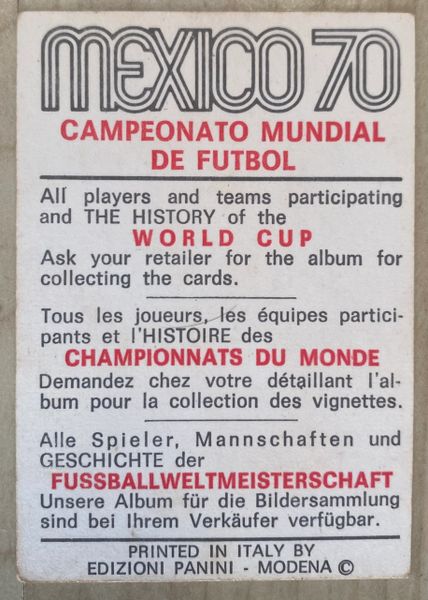 MEXICO 70
CAMPEONATO MUNDIAL
DE FUTBOL
All players and teams participating
and THE HISTORY of the
WORLD CUP
Ask your retailer for the album for
collecting the cards.
Tous les joueurs, les équipes partici-
pants et l'HISTOIRE des
CHAMPIONNATS DU MONDE
Demandez chez votre détaillant l'al-
bum pour la collection des vignettes.
Alle Spieler, Mannschaften und
GESCHICHTE der
FUSSBALLWELTMEISTERSCHAFT
Unsere Album für die Bildersammlung
sind bei Ihrem Verkäufer verfügbar.
PRINTED IN ITALY BY
EDIZIONI PANINI - MODENA ©